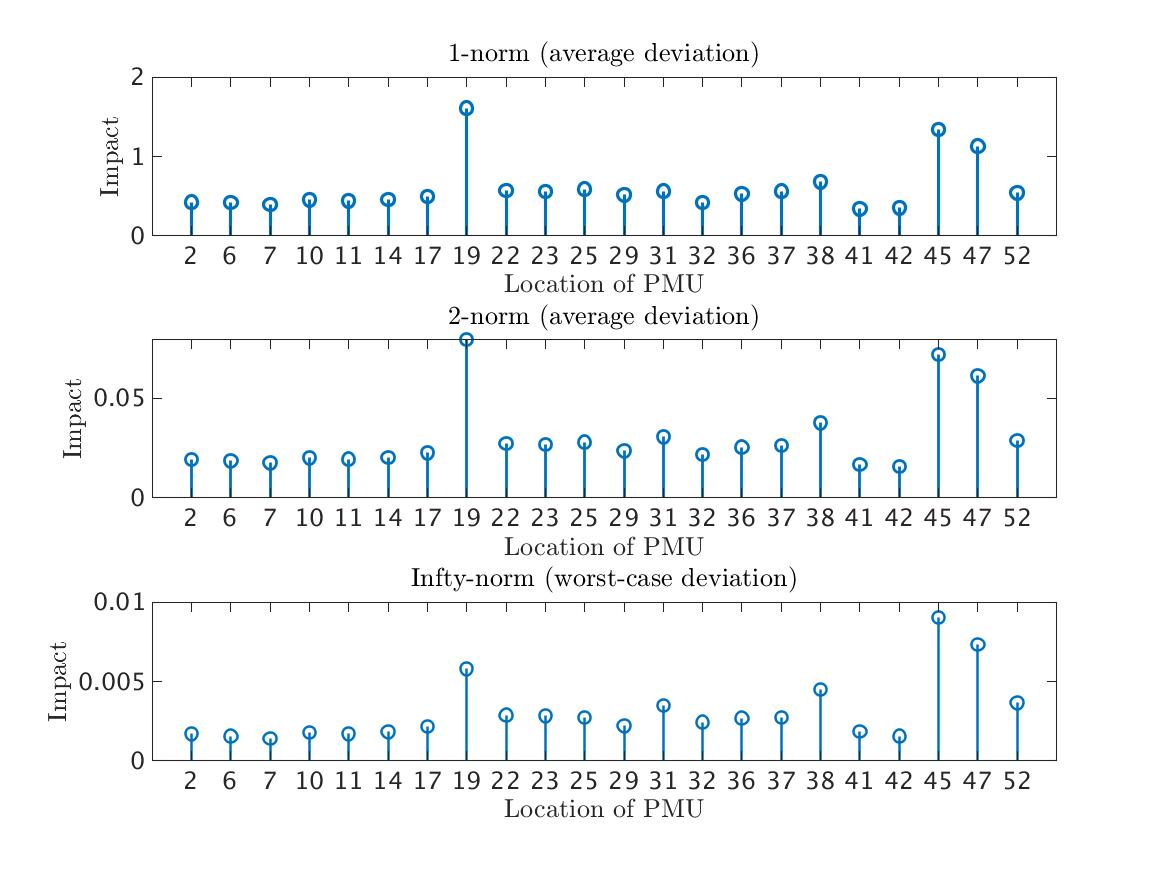 1-norm (average deviation)
2
1
0
Impact
2 6 7 10 11 14 17 19 22 23 25 29 31 32 36 37 38 41 42 45 47 52
Location of PMU
2-norm (average deviation)
0.05
0
Impact
2 6 7 10 11 14 17 19 22 23 25 29 31 32 36 37 38 41 42 45 47 52
Location of PMU
Infty-norm (worst-case deviation)
0.01
0.005
0
Impact
2 6 7 10 11 14 17 19 22 23 25 29 31 32 36 37 38 41 42 45 47 52
Location of PMU